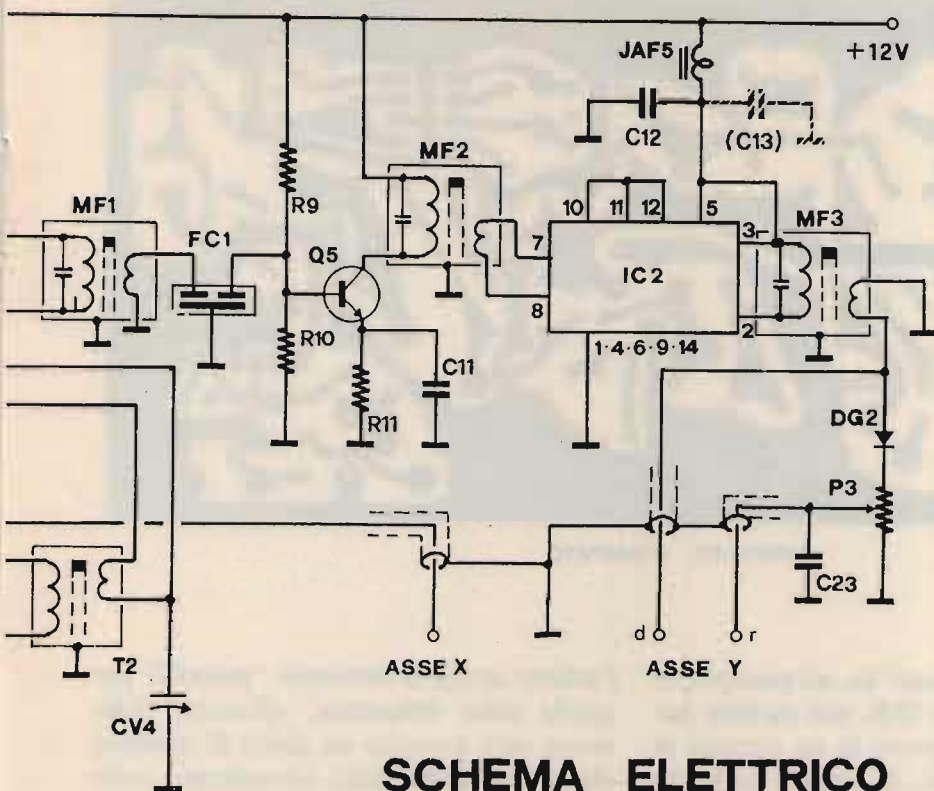 +12V
JAF5
C12
(C13)
MF2
MF1
FC1
R9
Q5
10 11 12 5
MF3
7
3
IC2
8
2
R10
1·4·6·9·14
C11
R11
DG2
P3
C23
T2
d
r
ASSE X
ASSE Y
CV4
SCHEMA ELETTRICO